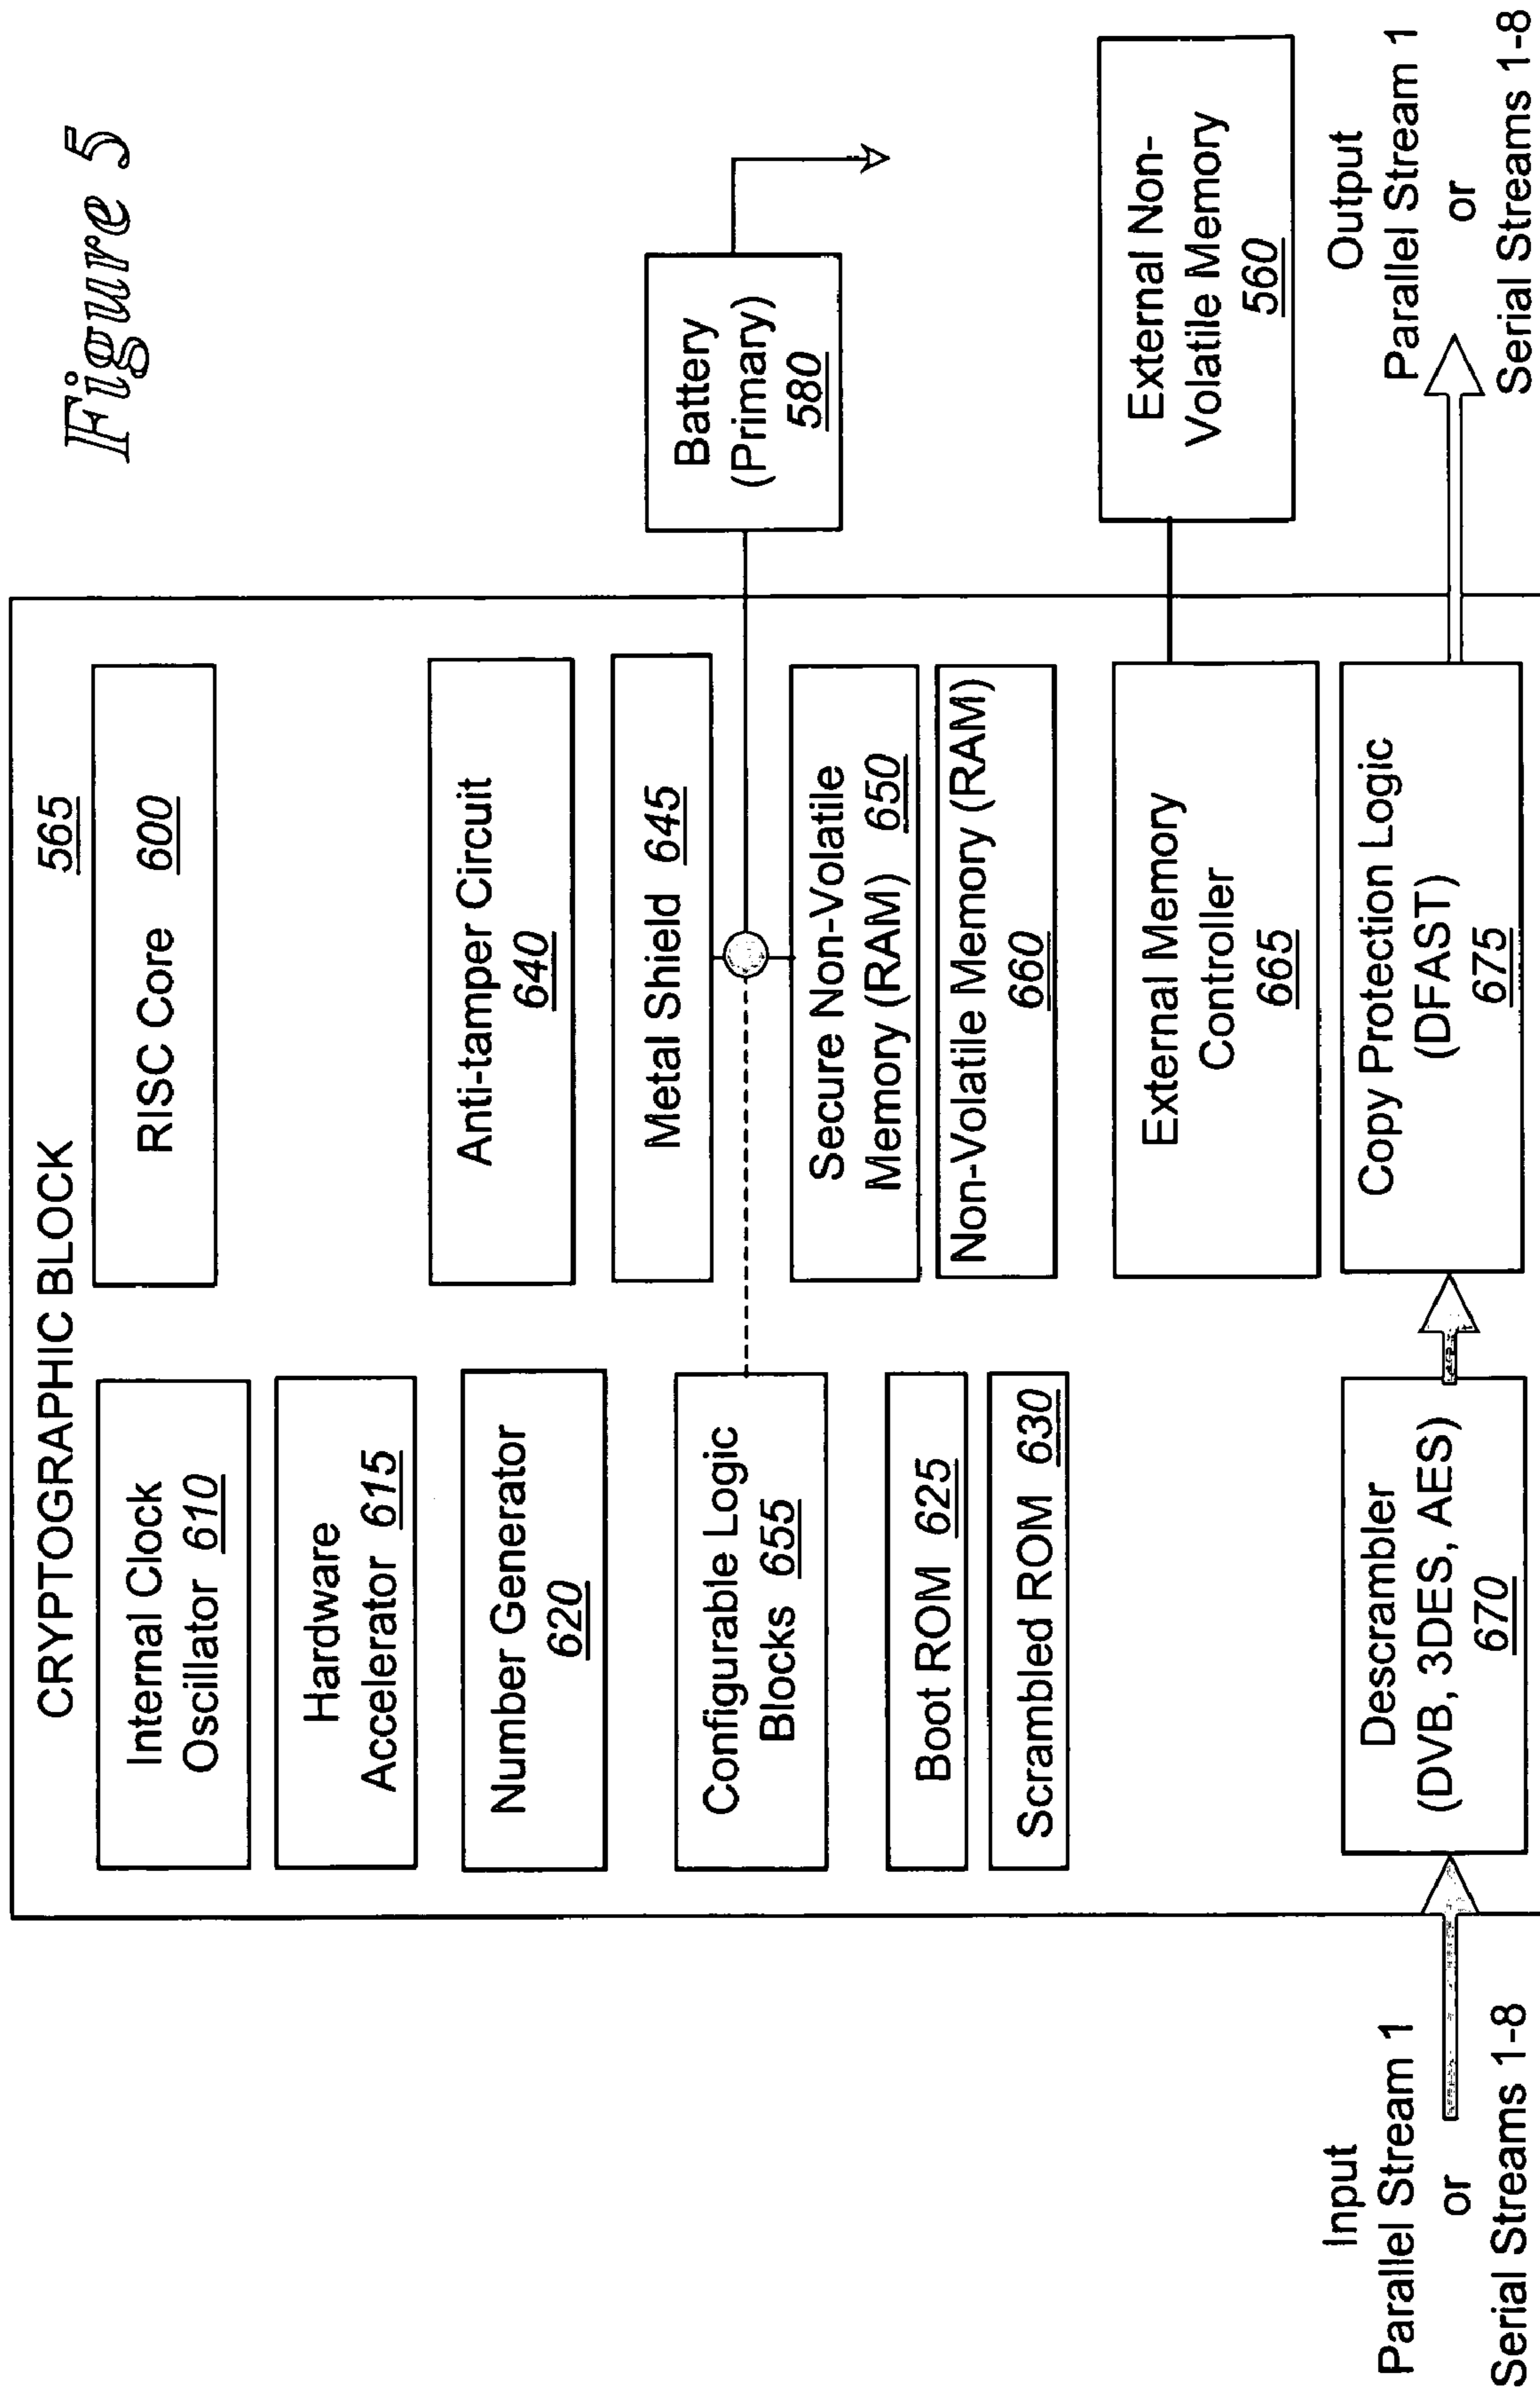 Figure 5
CRYPTOGRAPHIC BLOCK
565
Internal Clock
Oscillator 610
RISC Core 600
Hardware
Accelerator 615
Number Generator
620
Anti-tamper Circuit
640
Configurable Logic
Blocks 655
Metal Shield 645
Battery
(Primary)
580
Boot ROM 625
Secure Non-Volatile
Memory (RAM) 650
Scrambled ROM 630
Non-Volatile Memory (RAM)
660
External Memory
Controller
665
External Non-
Volatile Memory
560
Input
Parallel Stream 1
or
Serial Streams 1-8
Descrambler
(DVB, 3DES, AES)
670
Copy Protection Logic
(DFAST)
675
Output
Parallel Stream 1
or
Serial Streams 1-8